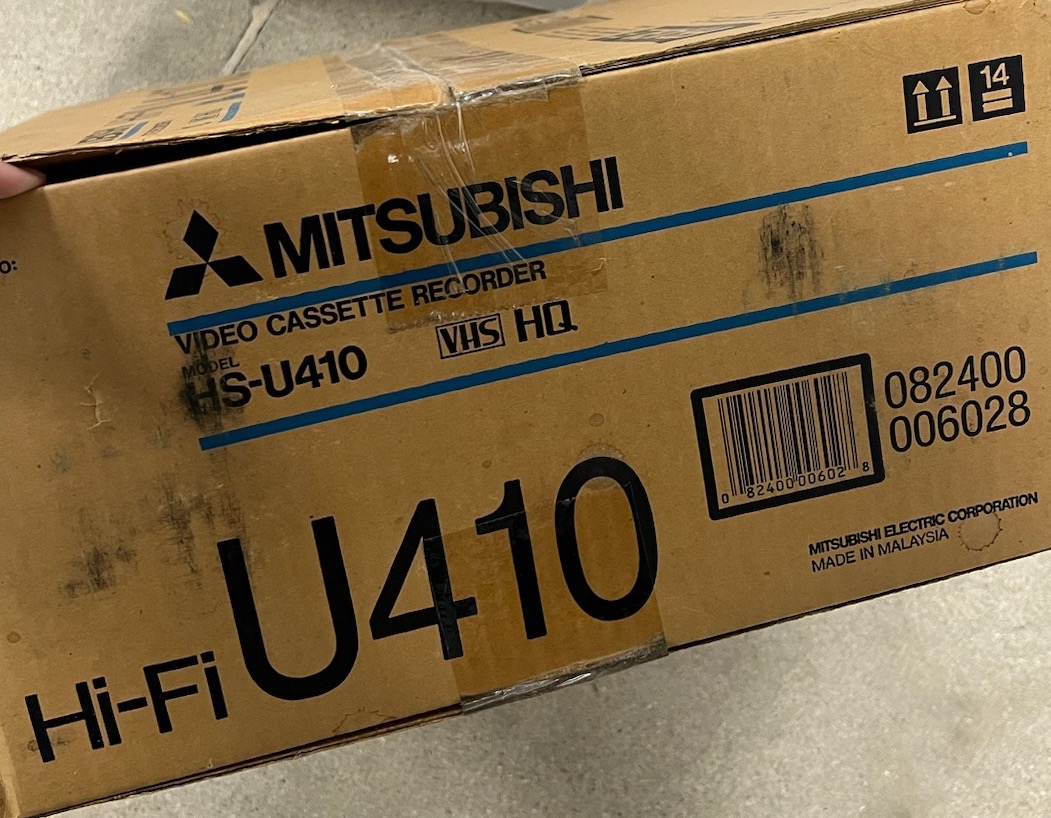 14
MITSUBISHI
VIDEO CASSETTE RECORDER
MODEL
HS-U410
VHS HQ
O:
082400
006028
0 82400 00602 8
MITSUBISHI ELECTRIC CORPORATION
MADE IN MALAYSIA
Hi-Fi U410